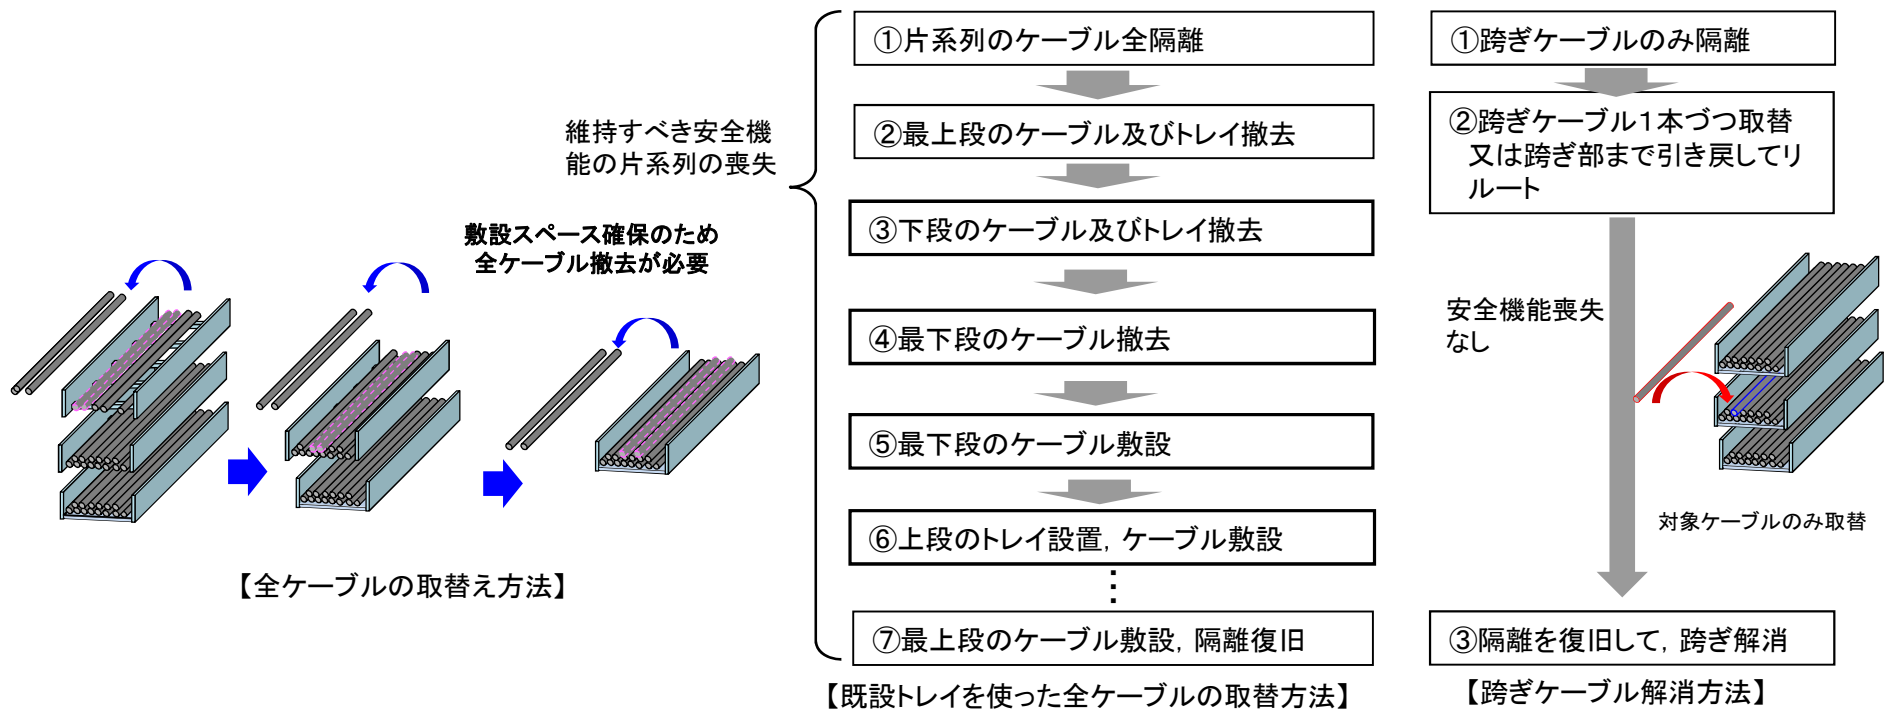 敷設スペース確保のため
全ケーブル撤去が必要
【全ケーブルの取替え方法】
維持すべき安全機
能の片系列の喪失
①片系列のケーブル全隔離
②最上段のケーブル及びトレイ撤去
③下段のケーブル及びトレイ撤去
④最下段のケーブル撤去
⑤最下段のケーブル敷設
⑥上段のトレイ設置，ケーブル敷設
⋮
⑦最上段のケーブル敷設，隔離復旧
【既設トレイを使った全ケーブルの取替方法】
①跨ぎケーブルのみ隔離
②跨ぎケーブル１本づつ取替
又は跨ぎ部まで引き戻してリ
ルート
安全機能喪失
なし
対象ケーブルのみ取替
③隔離を復旧して，跨ぎ解消
【跨ぎケーブル解消方法】